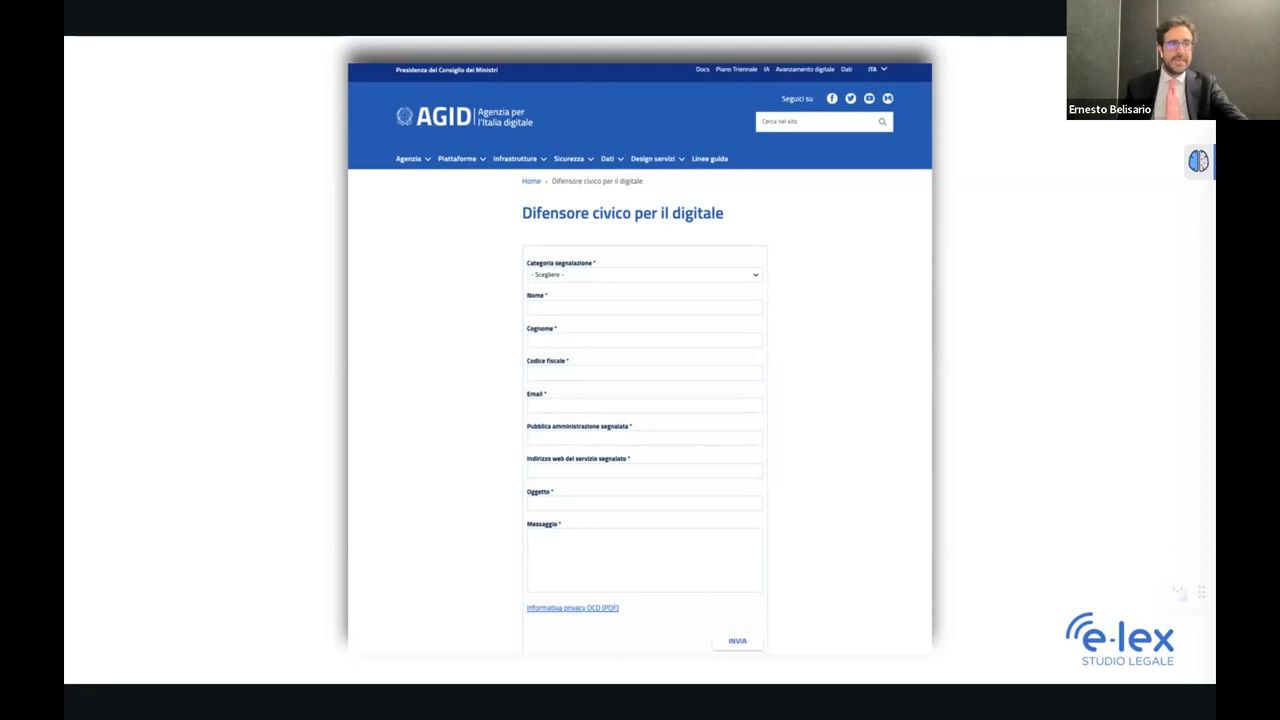 Presidenza del Consiglio dei Ministri
Docs Piano Triennale IA Avanzamento digitale Dati ITA
Ernesto Belisario
Seguici su
AGID Agenzia per l'Italia digitale
Cerca nel sito
Agenzia Piattaforme Infrastrutture Sicurezza Dati Design servizi Linee guida
Home › Difensore civico per il digitale
Difensore civico per il digitale
Categoria segnalazione *
- Scegliere -
Nome *
Cognome *
Codice fiscale *
Email *
Pubblica amministrazione segnalata *
Indirizzo web del servizio segnalato *
Oggetto *
Messaggio *
Informativa privacy DCD (PDF)
INVIA
e-lex
STUDIO LEGALE